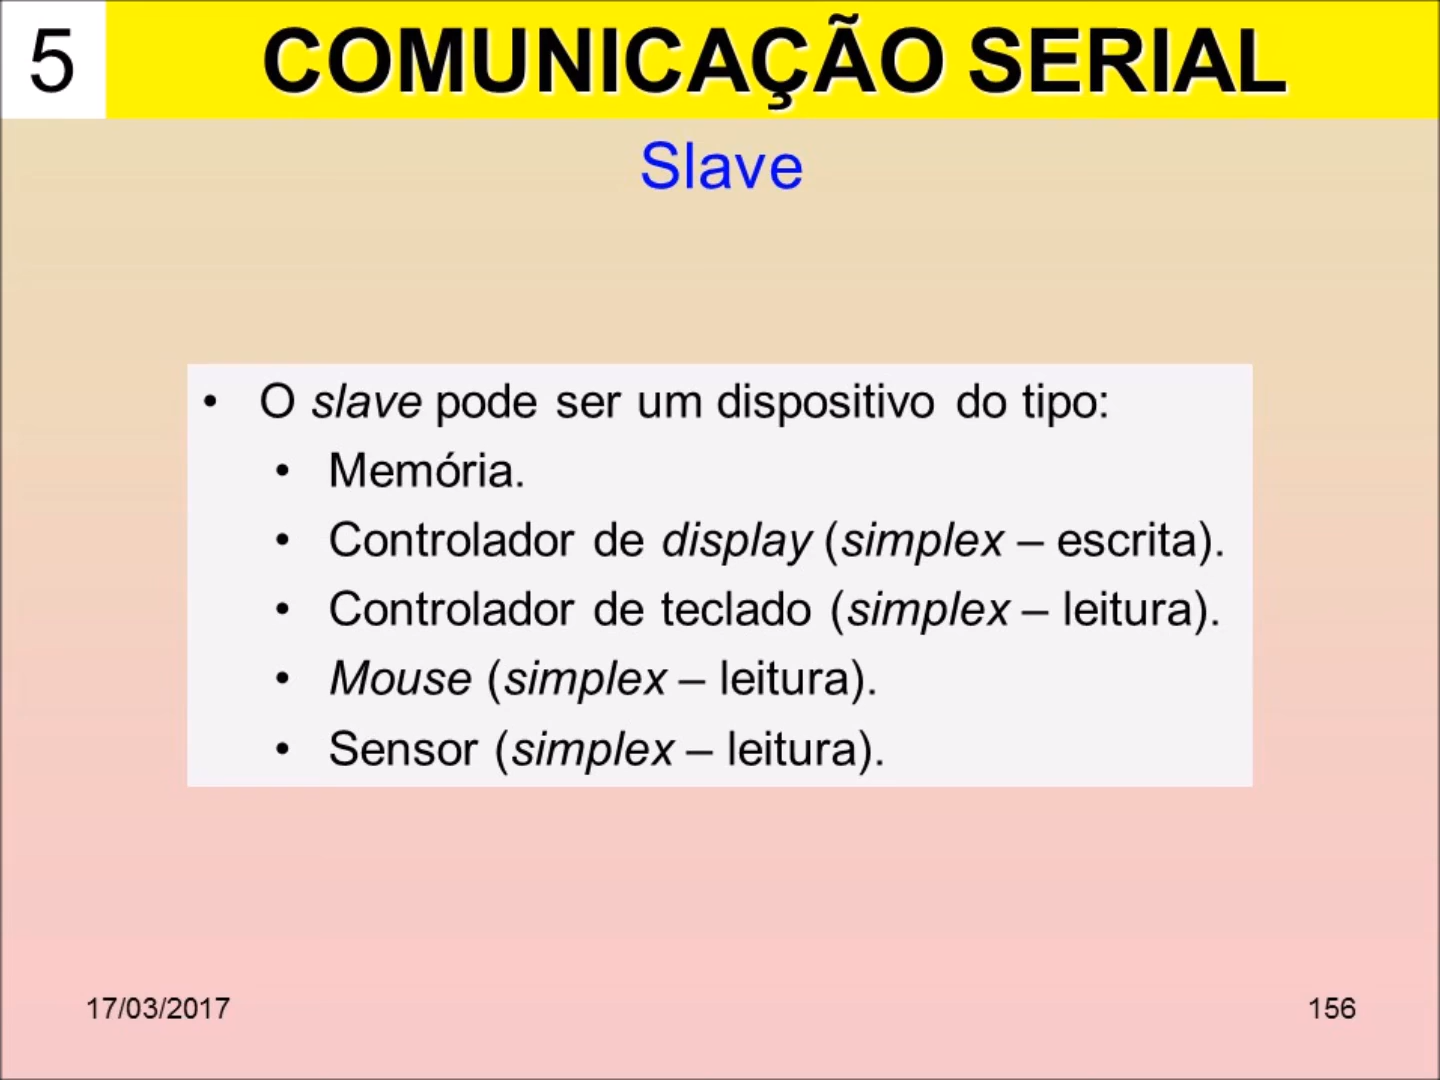 5
COMUNICAÇÃO SERIAL
Slave
• O slave pode ser um dispositivo do tipo:
• Memória.
• Controlador de display (simplex – escrita).
• Controlador de teclado (simplex – leitura).
• Mouse (simplex – leitura).
• Sensor (simplex – leitura).
17/03/2017
156